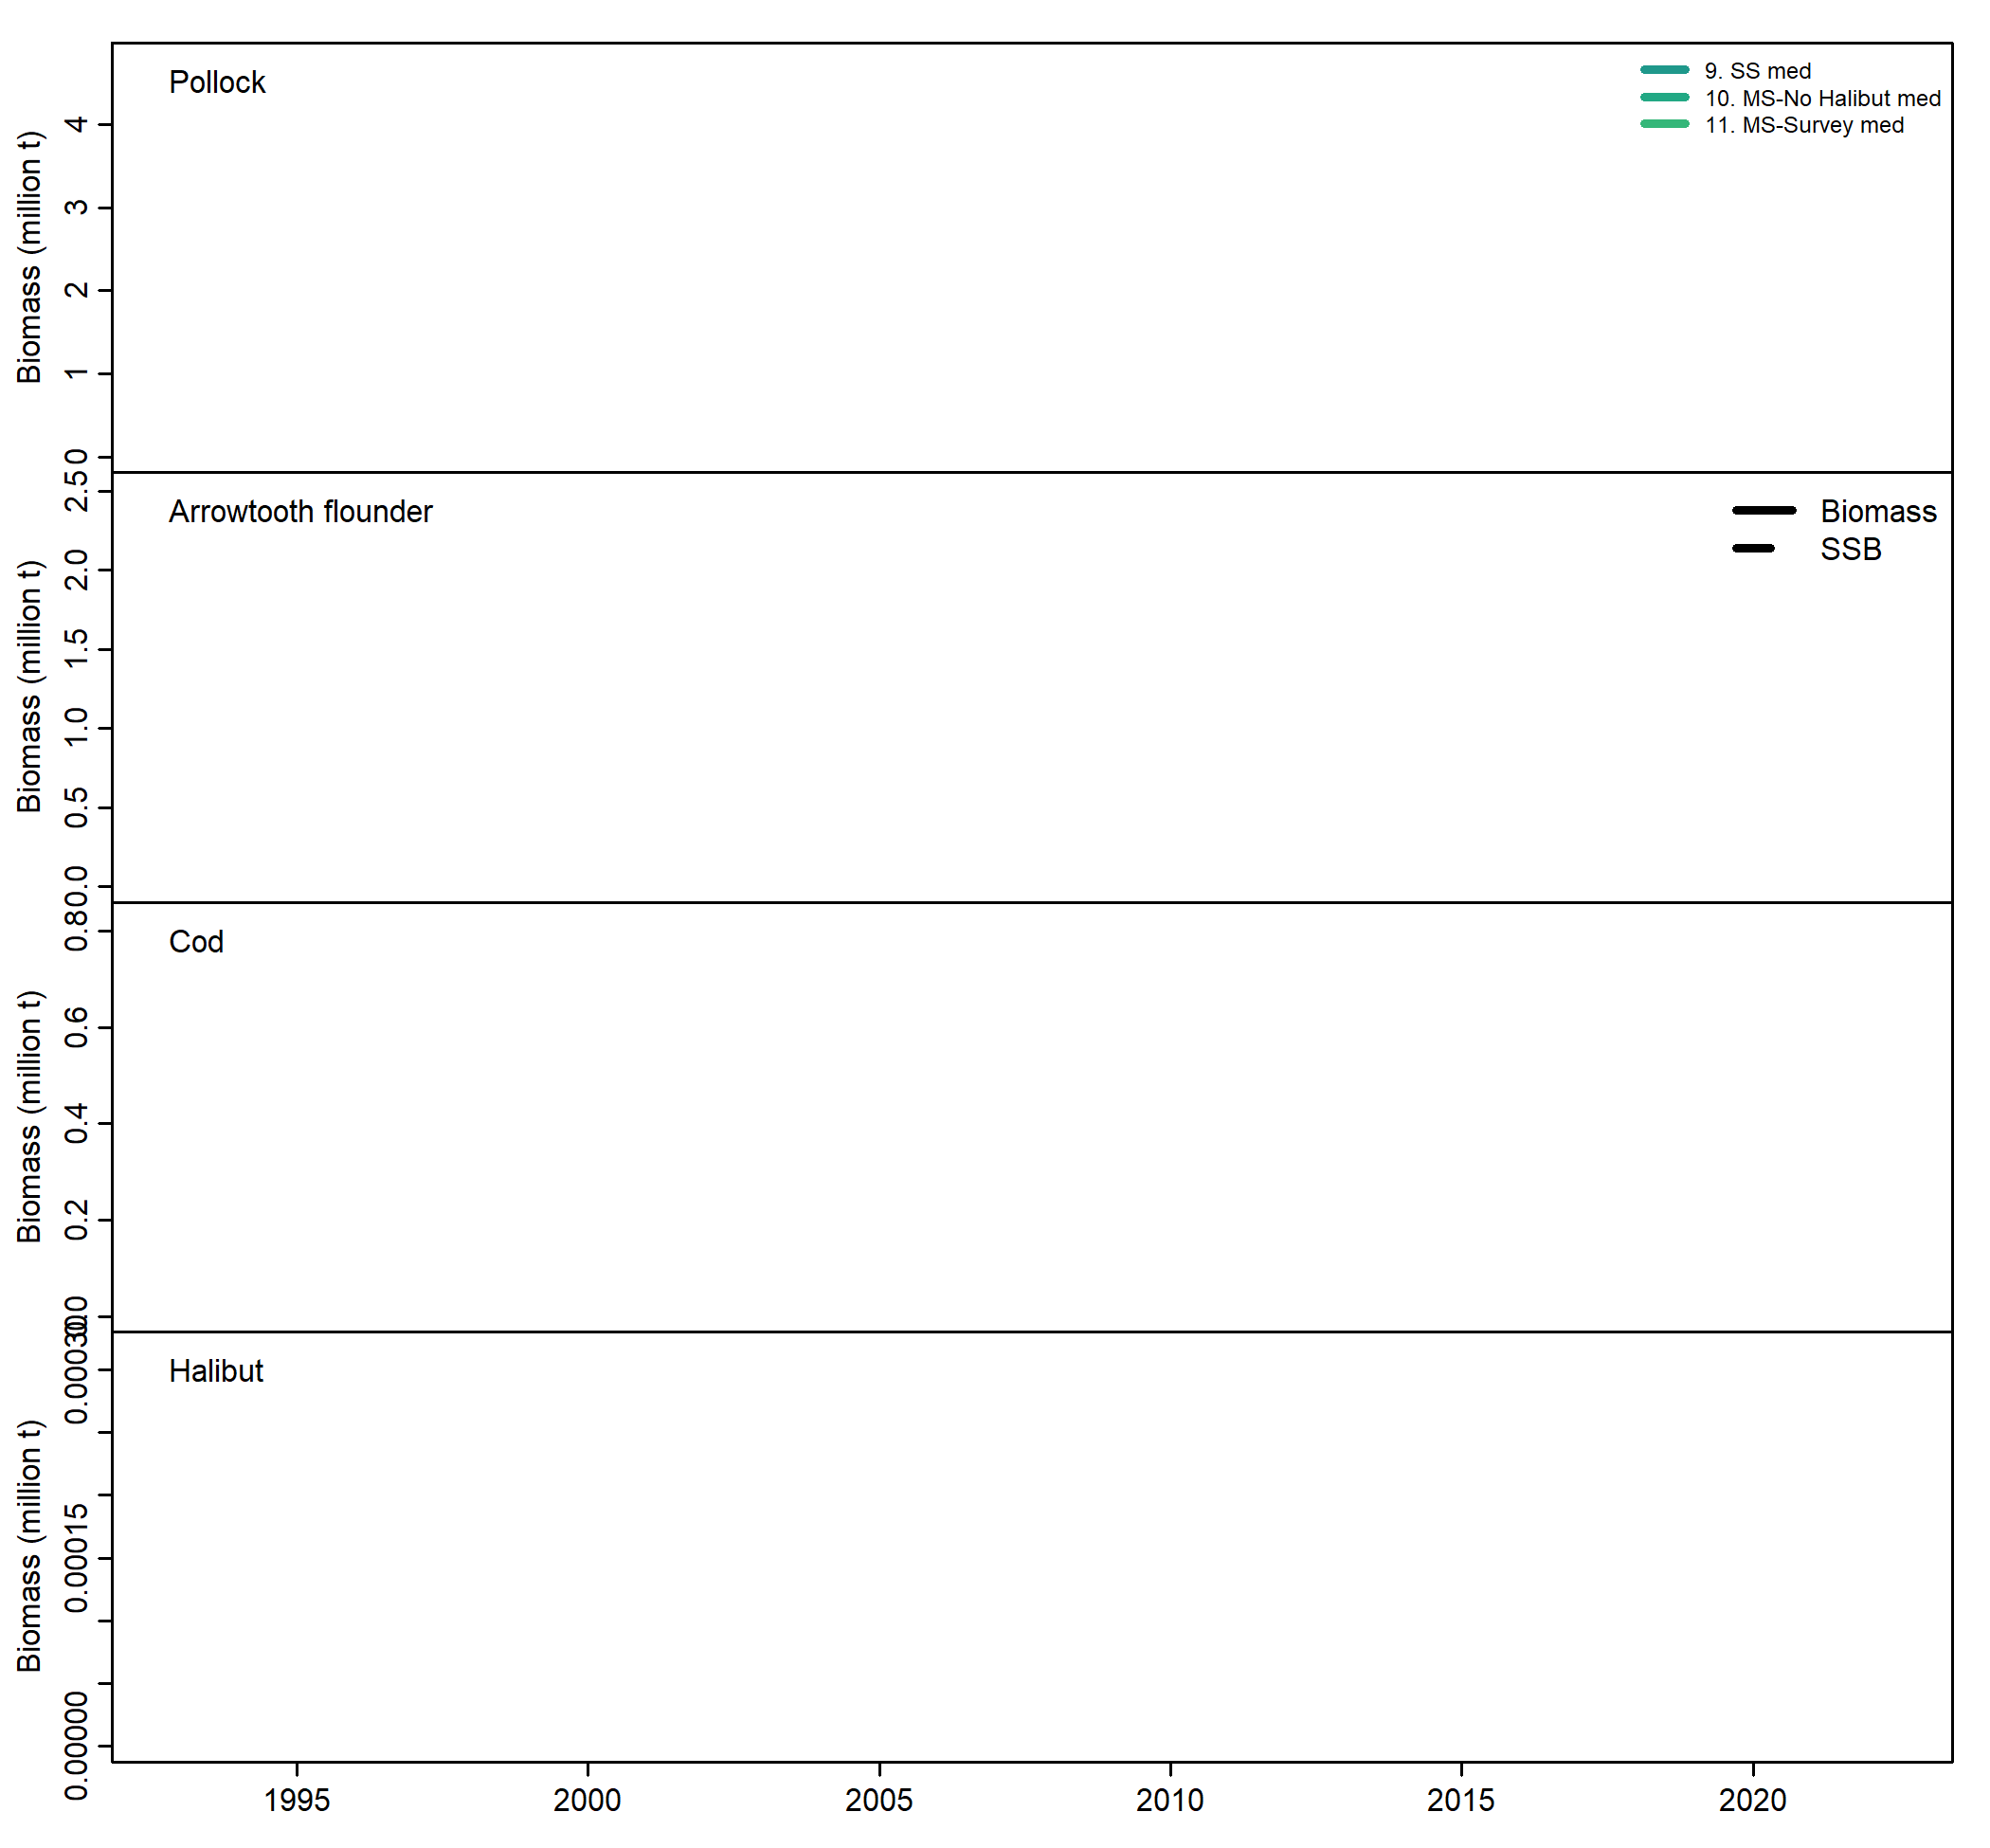 Pollock
9. SS med
10. MS-No Halibut med
11. MS-Survey med
Biomass (million t)
4
3
2
1
0
Arrowtooth flounder
Biomass
SSB
Biomass (million t)
2.5
2.0
1.5
1.0
0.5
0.0
Cod
Biomass (million t)
0.8
0.6
0.4
0.2
0.0
Halibut
Biomass (million t)
0.00030
0.00015
0.00000
1995
2000
2005
2010
2015
2020